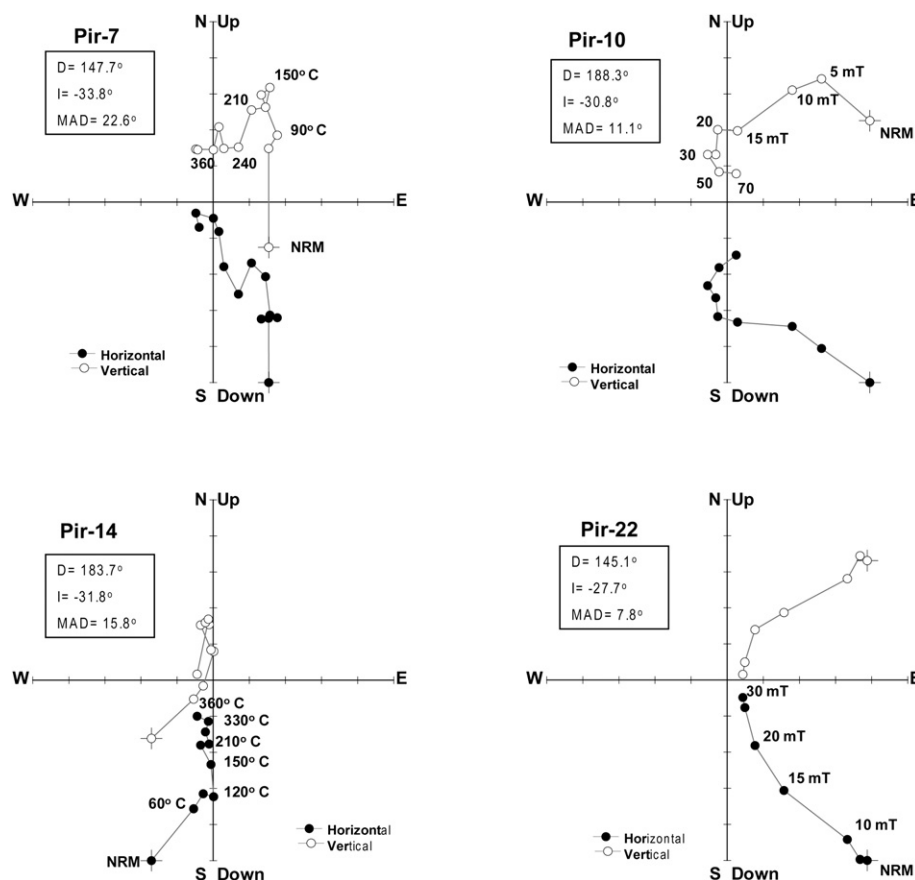 Pir-7
D= 147.7°
I= -33.8°
MAD= 22.6°
N Up
150° C
210
90° C
360
240
W
E
NRM
Horizontal
Vertical
S Down
Pir-10
D= 188.3°
I= -30.8°
MAD= 11.1°
N Up
5 mT
10 mT
NRM
20
15 mT
30
50
70
W
E
Horizontal
Vertical
S Down
Pir-14
D= 183.7°
I= -31.8°
MAD= 15.8°
N Up
W
E
360° C
330° C
210° C
150° C
120° C
60° C
NRM
Horizontal
Vertical
S Down
Pir-22
D= 145.1°
I= -27.7°
MAD= 7.8°
N Up
W
E
30 mT
20 mT
15 mT
10 mT
NRM
Horizontal
Vertical
S Down